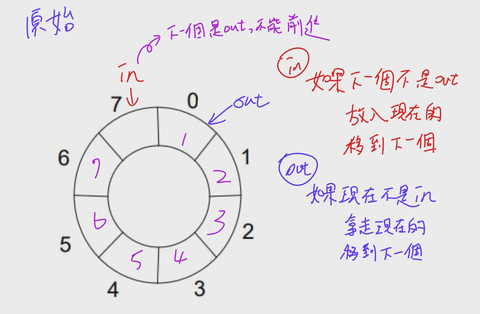 原始
下一個是out,不能前進
in
out
7
0
1
6
1
7
2
6
3
2
5
5
4
4
3
in
如果下一個不是out
放入現在的
移到下一個
out
如果現在不是in
拿走現在的
移到下一個